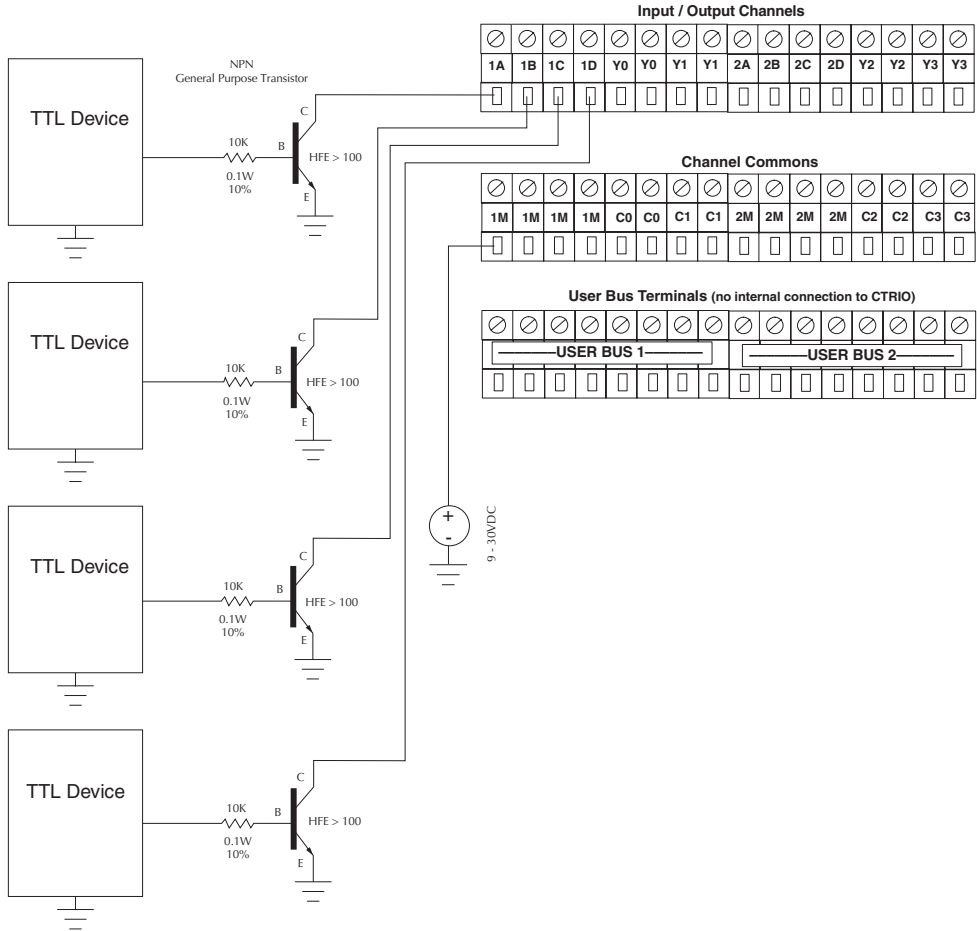 Input / Output Channels
1A 1B 1C 1D Y0 Y0 Y1 Y1 2A 2B 2C 2D Y2 Y2 Y3 Y3
Channel Commons
1M 1M 1M 1M C0 C0 C1 C1 2M 2M 2M 2M C2 C2 C3 C3
User Bus Terminals (no internal connection to CTRIO)
USER BUS 1 USER BUS 2
NPN
General Purpose Transistor
TTL Device
10K
0.1W
10%
B
C
E
HFE > 100
TTL Device
10K
0.1W
10%
B
C
E
HFE > 100
TTL Device
10K
0.1W
10%
B
C
E
HFE > 100
TTL Device
10K
0.1W
10%
B
C
E
HFE > 100
+
-
9 - 30VDC